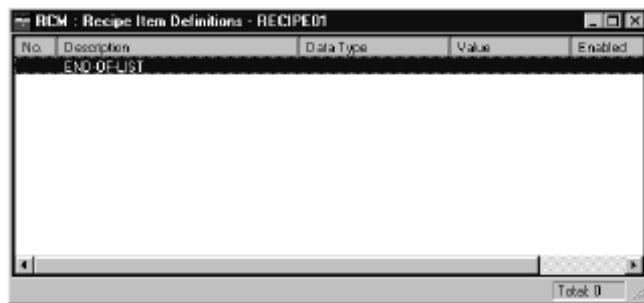 RCM : Recipe Item Definitions - RECIPE01
No. Description Data Type Value Enabled
END-OF-LIST
Total: 0